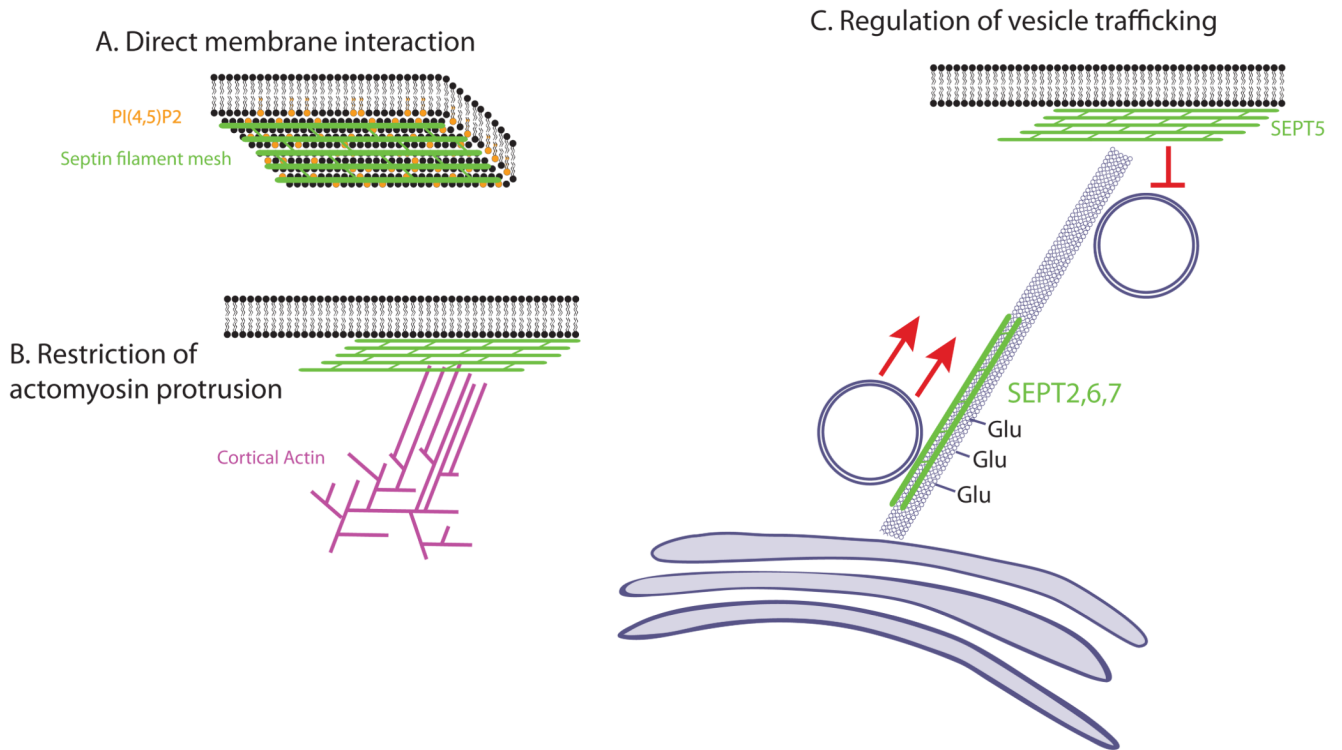 A. Direct membrane interaction
PI(4,5)P2
Septin filament mesh
B. Restriction of
actomyosin protrusion
Cortical Actin
C. Regulation of vesicle trafficking
SEPT5
SEPT2,6,7
Glu
Glu
Glu